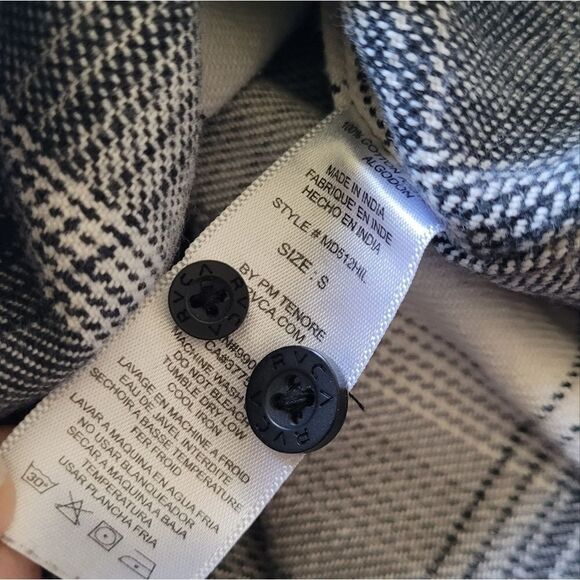 100% COTTON
ALGODON
MADE IN INDIA
FABRIQUE EN INDE
HECHO EN INDIA
STYLE # MD512HIL
SIZE : S
BY: PM TENORE
RVCA.COM
MACHINE WASH
DO NOT BLEACH
TUMBLE DRY LOW
COOL IRON
LAVAGE EN MACHINE A FROID
EAU DE JAVEL INTERDITE
SECHOIR A BASSE TEMPERATURE
FER FROID
LAVAR A MAQUINA EN AGUA FRIA
NO USAR BLANQUEADOR
SECAR A MAQUINA A BAJA
TEMPERATURA
USAR PLANCHA FRIA
30°
RVCA RVCA
RVCA RVCA